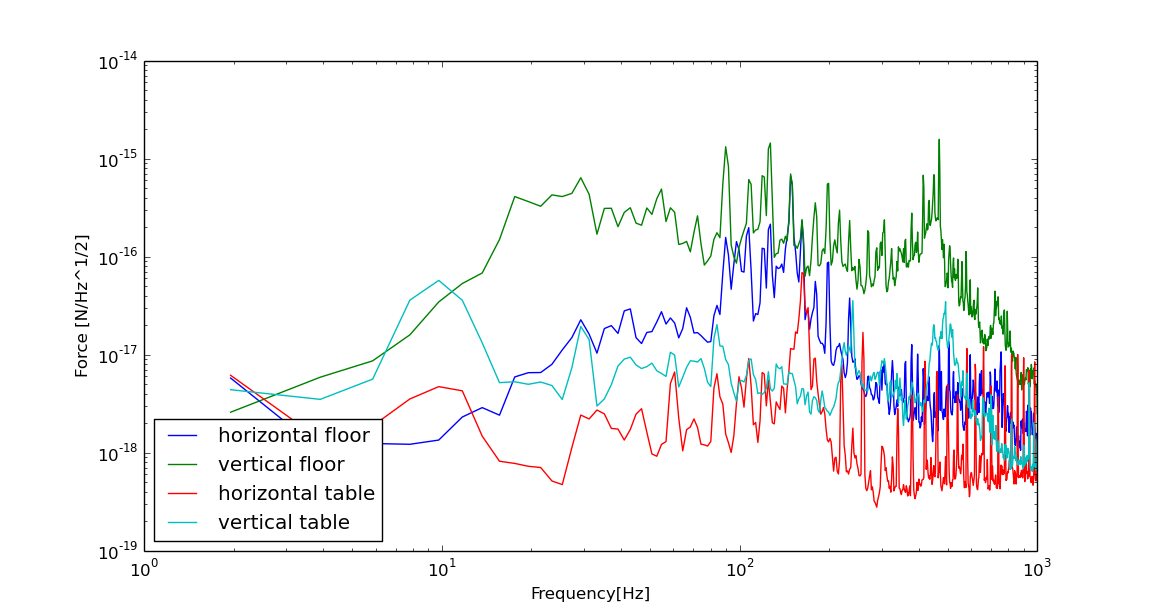 10^-14
10^-15
10^-16
10^-17
10^-18
10^-19
Force [N/Hz^1/2]
horizontal floor
vertical floor
horizontal table
vertical table
10^0
10^1
10^2
10^3
Frequency[Hz]